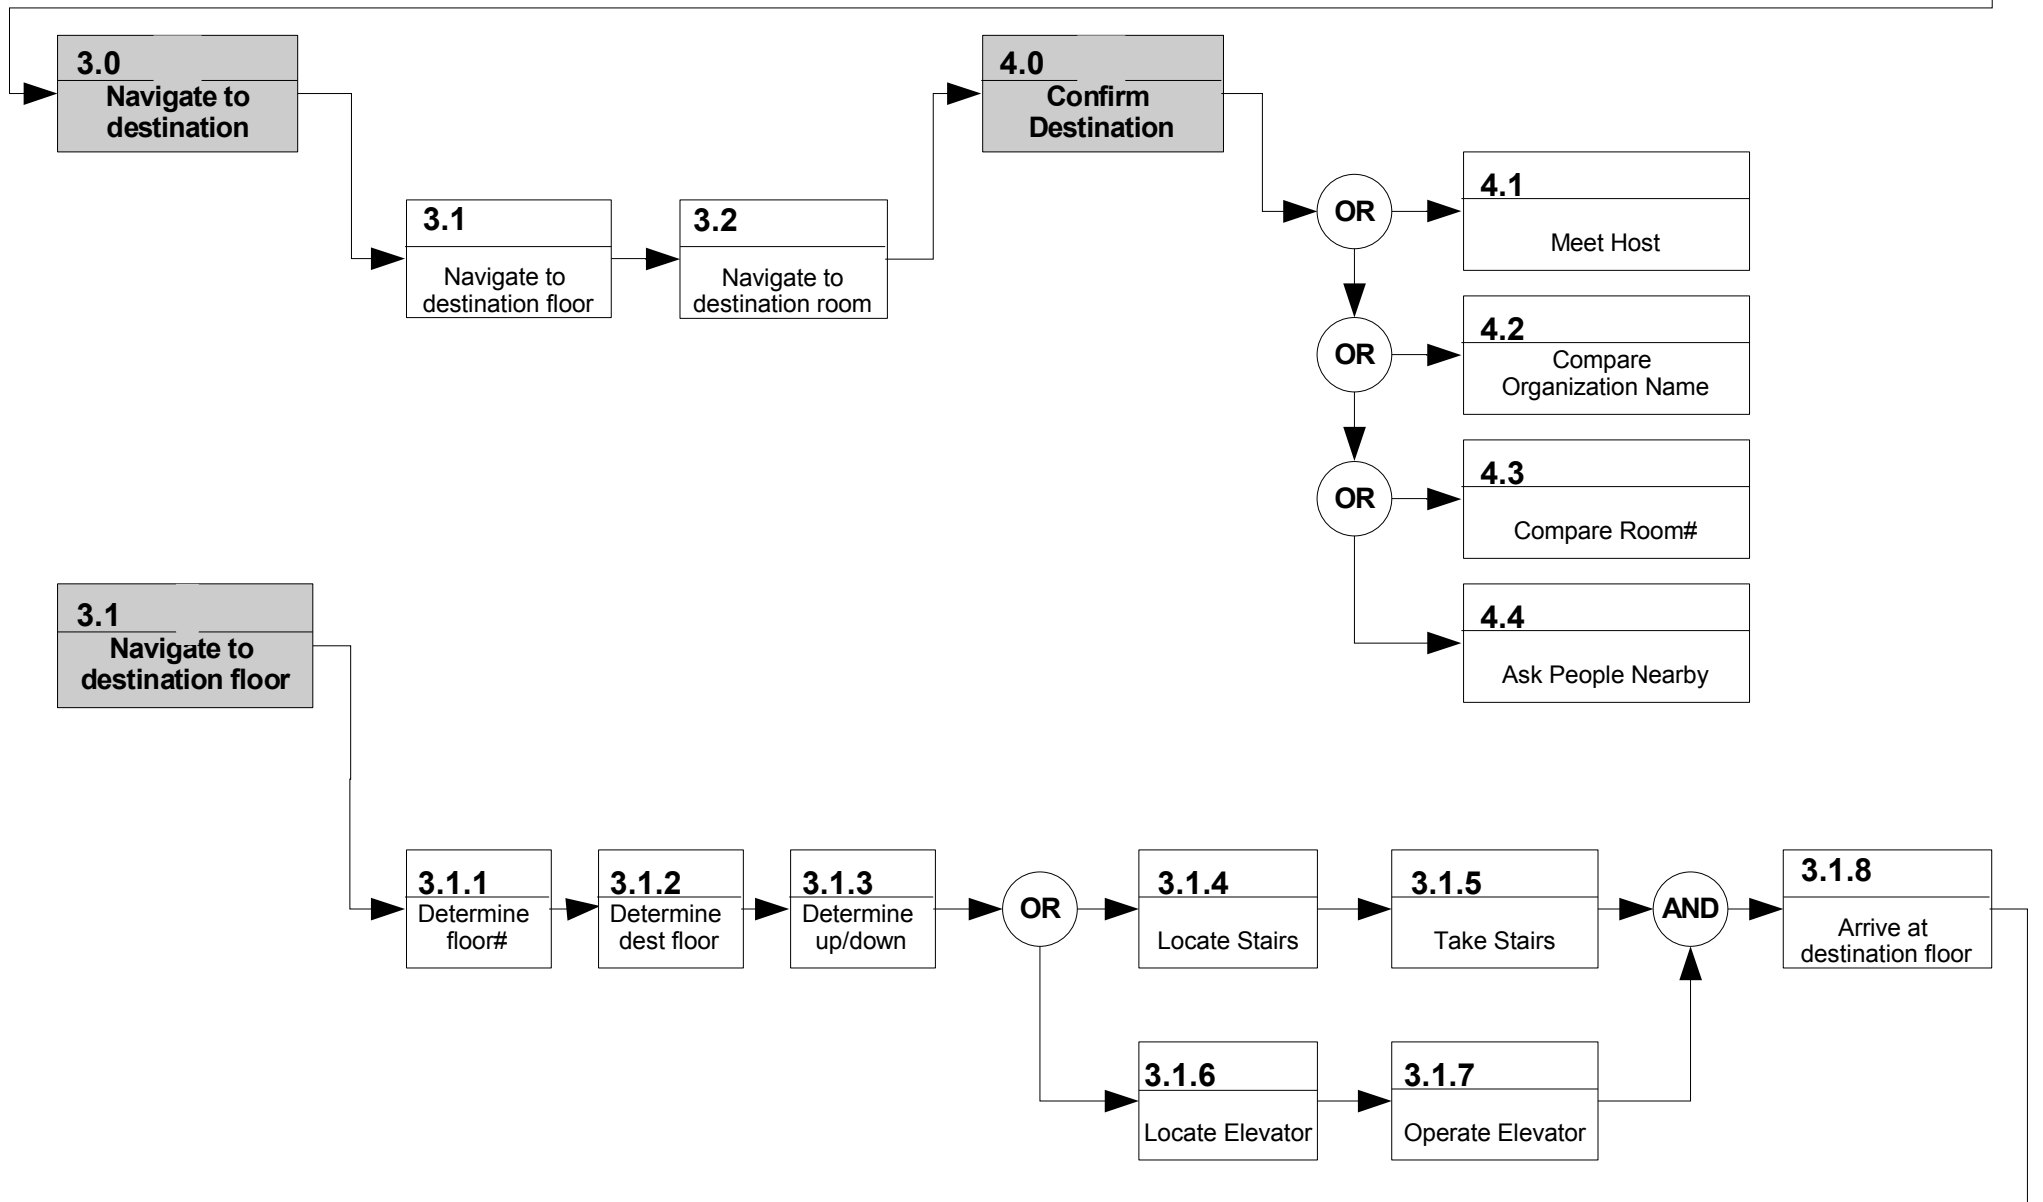 3.0
Navigate to
destination
4.0
Confirm
Destination
3.1
Navigate to
destination floor
3.2
Navigate to
destination room
OR
4.1
Meet Host
OR
4.2
Compare
Organization Name
OR
4.3
Compare Room#
4.4
Ask People Nearby
3.1
Navigate to
destination floor
3.1.1
Determine
floor#
3.1.2
Determine
dest floor
3.1.3
Determine
up/down
OR
3.1.4
Locate Stairs
3.1.5
Take Stairs
AND
3.1.8
Arrive at
destination floor
3.1.6
Locate Elevator
3.1.7
Operate Elevator